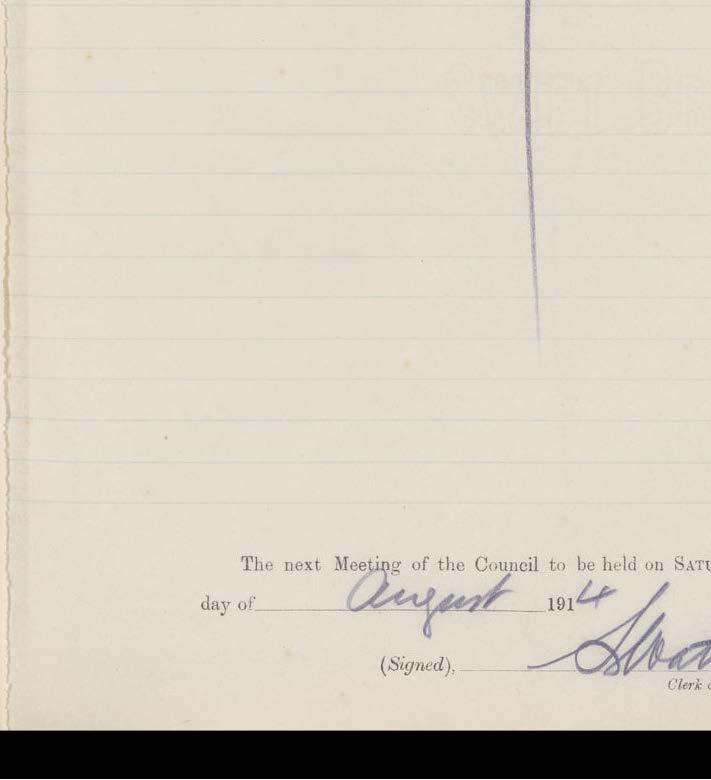 The next Meeting of the Council to be held on SATU
day of August 1914
(Signed),
Clerk